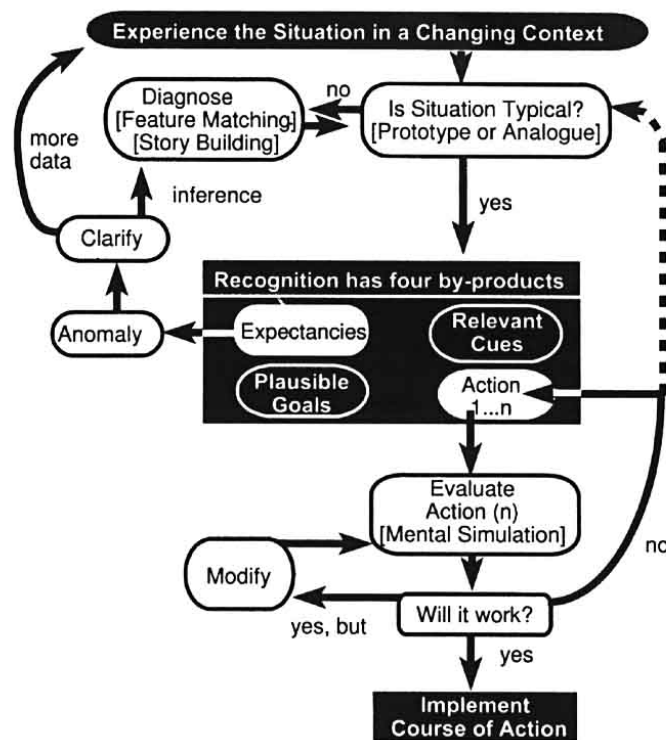 Experience the Situation in a Changing Context
no
Diagnose
[Feature Matching]
[Story Building]
Is Situation Typical?
[Prototype or Analogue]
more
data
inference
yes
Clarify
Recognition has four by-products
Anomaly
Expectancies
Relevant
Cues
Plausible
Goals
Action
1...n
Evaluate
Action (n)
[Mental Simulation]
no
Modify
Will it work?
yes, but
yes
Implement
Course of Action